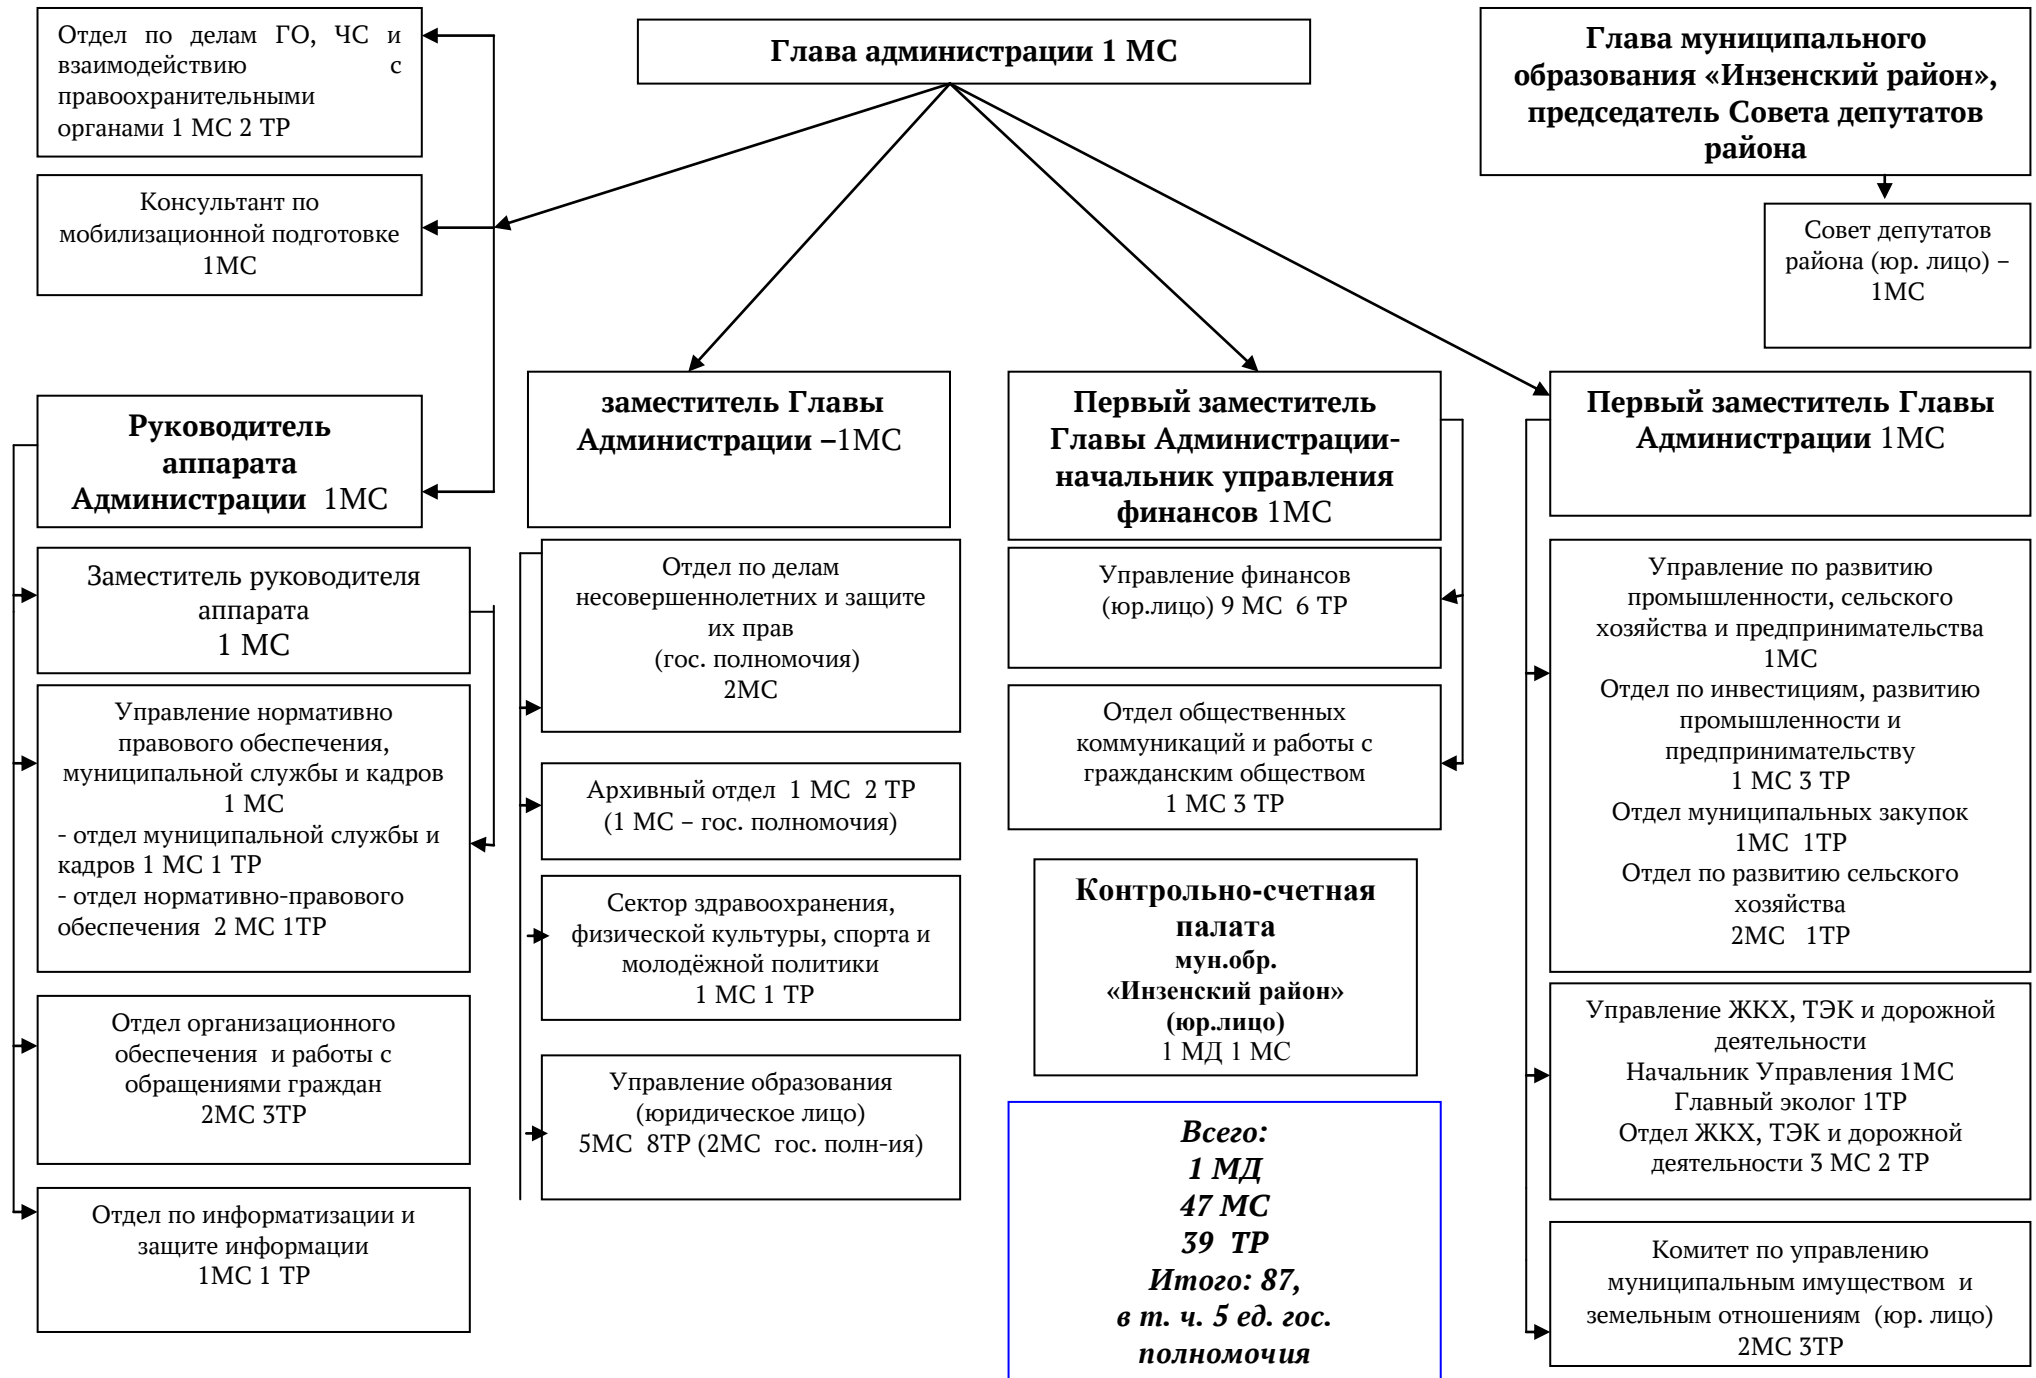 Отдел по делам ГО, ЧС и
взаимодействию с
правоохранительными
органами 1 МС 2 ТР
Глава администрации 1 МС
Глава муниципального
образования «Инзенский район»,
председатель Совета депутатов
района
Консультант по
мобилизационной подготовке
1МС
Совет депутатов
района (юр. лицо) –
1МС
Руководитель
аппарата
Администрации 1МС
заместитель Главы
Администрации –1МС
Первый заместитель
Главы Администрации-
начальник управления
финансов 1МС
Первый заместитель Главы
Администрации 1МС
Заместитель руководителя
аппарата
1 МС
Управление нормативно
правового обеспечения,
муниципальной службы и кадров
1 МС
- отдел муниципальной службы и
кадров 1 МС 1 ТР
- отдел нормативно-правового
обеспечения 2 МС 1ТР
Отдел организационного
обеспечения и работы с
обращениями граждан
2МС 3ТР
Отдел по информатизации и
защите информации
1МС 1 ТР
Отдел по делам
несовершеннолетних и защите
их прав
(гос. полномочия)
2МС
Архивный отдел 1 МС 2 ТР
(1 МС – гос. полномочия)
Сектор здравоохранения,
физической культуры, спорта и
молодёжной политики
1 МС 1 ТР
Управление образования
(юридическое лицо)
5МС 8ТР (2МС гос. полн-ия)
Управление финансов
(юр.лицо) 9 МС 6 ТР
Отдел общественных
коммуникаций и работы с
гражданским обществом
1 МС 3 ТР
Контрольно-счетная
палата
мун.обр.
«Инзенский район»
(юр.лицо)
1 МД 1 МС
Всего:
1 МД
47 МС
39 ТР
Итого: 87,
в т. ч. 5 ед. гос.
полномочия
Управление по развитию
промышленности, сельского
хозяйства и предпринимательства
1МС
Отдел по инвестициям, развитию
промышленности и
предпринимательству
1 МС 3 ТР
Отдел муниципальных закупок
1МС 1ТР
Отдел по развитию сельского
хозяйства
2МС 1ТР
Управление ЖКХ, ТЭК и дорожной
деятельности
Начальник Управления 1МС
Главный эколог 1ТР
Отдел ЖКХ, ТЭК и дорожной
деятельности 3 МС 2 ТР
Комитет по управлению
муниципальным имуществом и
земельным отношениям (юр. лицо)
2МС 3ТР